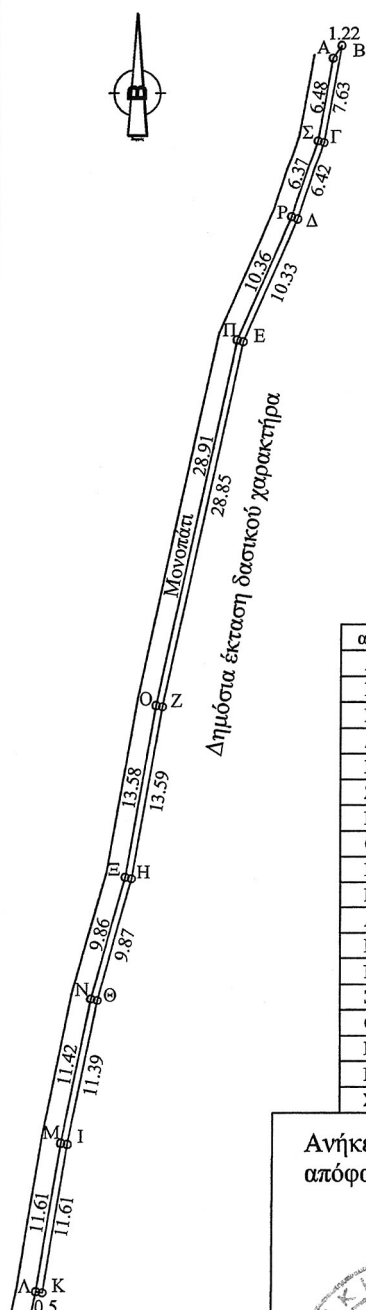 1.22
Α
Β
6.48
7.63
Σ
Γ
6.37
6.42
Ρ
Δ
10.36
10.33
Π
Ε
28.91
28.85
Μονοπάτι
Δημόσια έκταση δασικού χαρακτήρα
Ο
Ζ
13.58
13.59
Ξ
Η
9.86
9.87
Ν
Θ
11.42
11.39
Μ
Ι
11.61
11.61
Λ
Κ
0.5
Ανήκε
απόφα